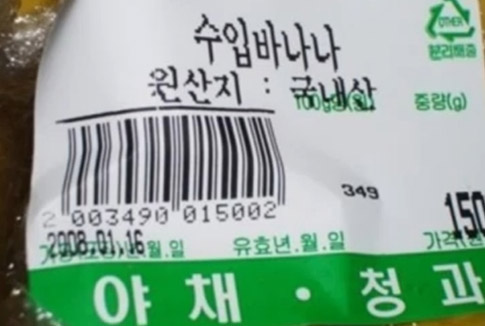 OTHER
분리배출
수입바나나
원산지 : 국내산
100g당(원) 중량(g)
349
2 003490 015002
2008.01.16
년.월.일 유효년.월.일 가격(원)
150
야채·청과